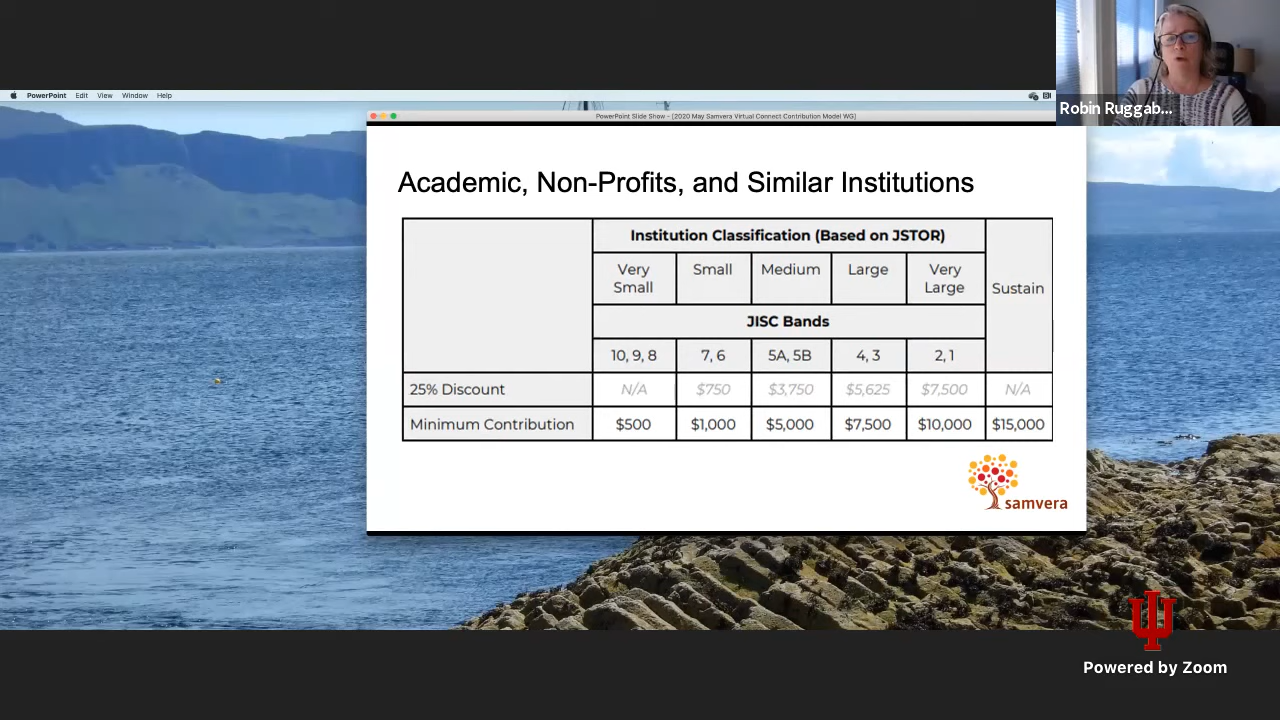 Robin Ruggab...
PowerPoint Edit View Window Help
PowerPoint Slide Show - [2020 May Samvera Virtual Connect Contribution Model WG]
Academic, Non-Profits, and Similar Institutions
Institution Classification (Based on JSTOR)
Very Small Small Medium Large Very Large Sustain
JISC Bands
10, 9, 8 7, 6 5A, 5B 4, 3 2, 1
25% Discount N/A $750 $3,750 $5,625 $7,500 N/A
Minimum Contribution $500 $1,000 $5,000 $7,500 $10,000 $15,000
samvera
Powered by Zoom